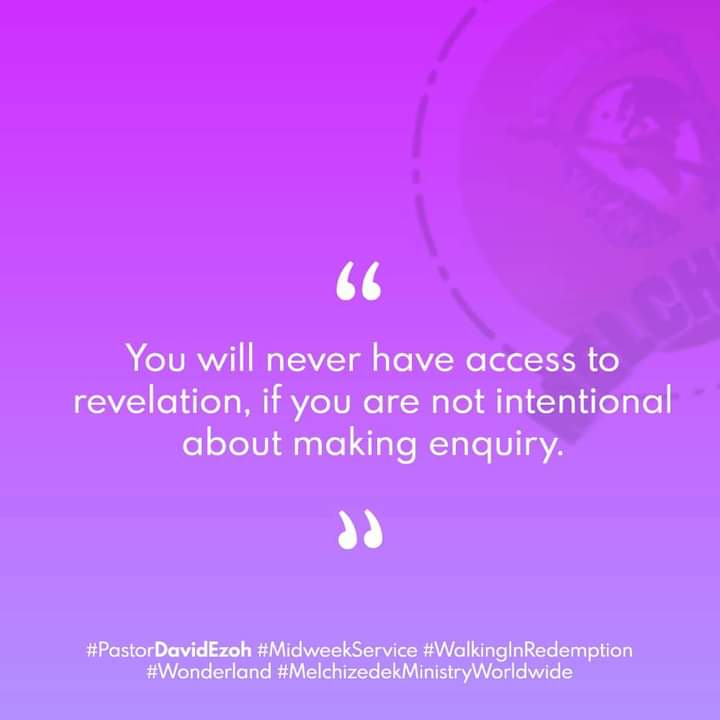 “
You will never have access to
revelation, if you are not intentional
about making enquiry.
”
#PastorDavidEzoh #MidweekService #WalkingInRedemption
#Wonderland #MelchizedekMinistryWorldwide